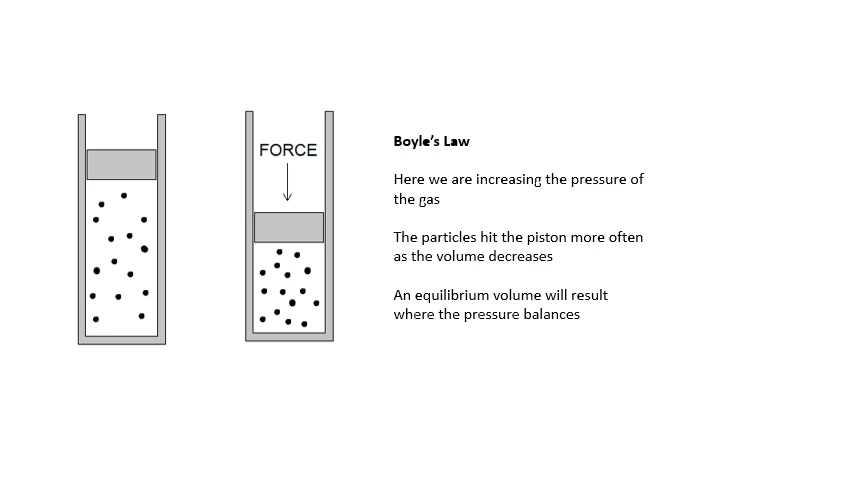 FORCE
Boyle's Law
Here we are increasing the pressure of
the gas
The particles hit the piston more often
as the volume decreases
An equilibrium volume will result
where the pressure balances